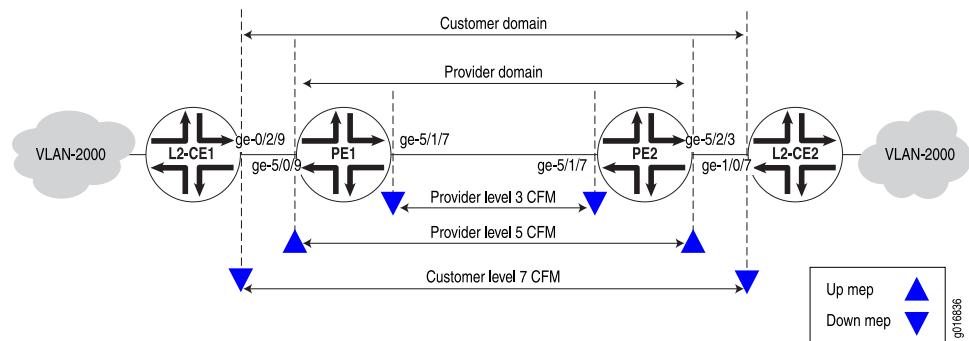 Customer domain
Provider domain
VLAN-2000
L2-CE1
ge-0/2/9
ge-5/0/9
PE1
ge-5/1/7
ge-5/1/7
PE2
ge-5/2/3
ge-1/0/7
L2-CE2
VLAN-2000
Provider level 3 CFM
Provider level 5 CFM
Customer level 7 CFM
Up mep
Down mep
g016836